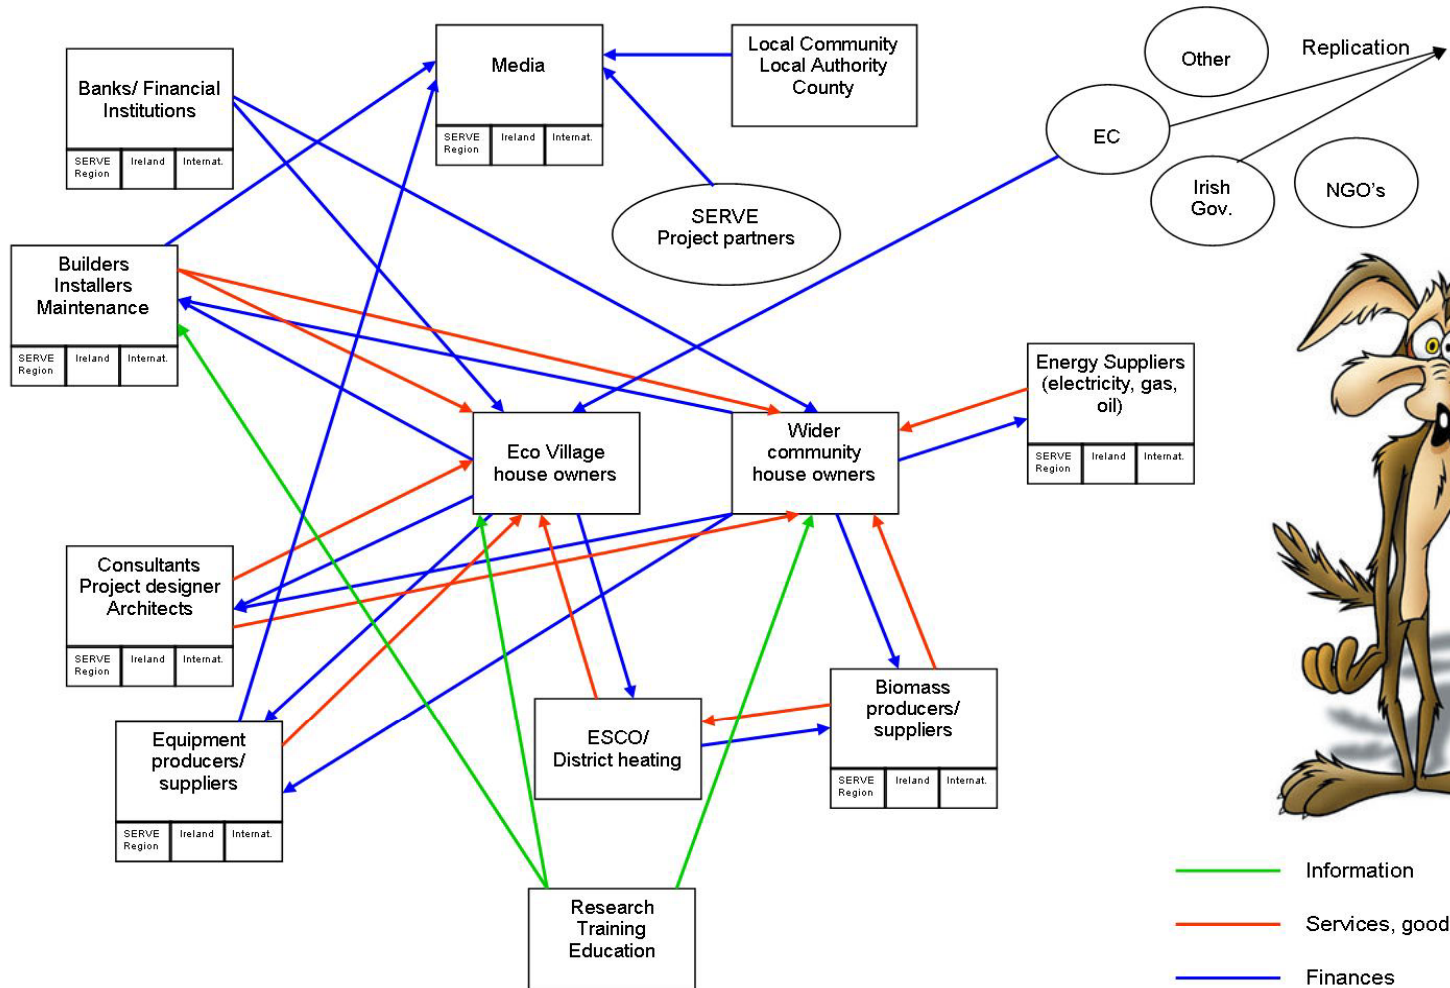 Banks/ Financial
Institutions
SERVE
Region
Ireland
Internat.
Media
SERVE
Region
Ireland
Internat.
Local Community
Local Authority
County
Other
Replication
EC
Irish
Gov.
NGO's
SERVE
Project partners
Builders
Installers
Maintenance
SERVE
Region
Ireland
Internat.
Energy Suppliers
(electricity, gas,
oil)
SERVE
Region
Ireland
Internat.
Eco Village
house owners
Wider
community
house owners
Consultants
Project designer
Architects
SERVE
Region
Ireland
Internat.
Equipment
producers/
suppliers
SERVE
Region
Ireland
Internat.
ESCO/
District heating
Biomass
producers/
suppliers
SERVE
Region
Ireland
Internat.
Research
Training
Education
Information
Services, good
Finances